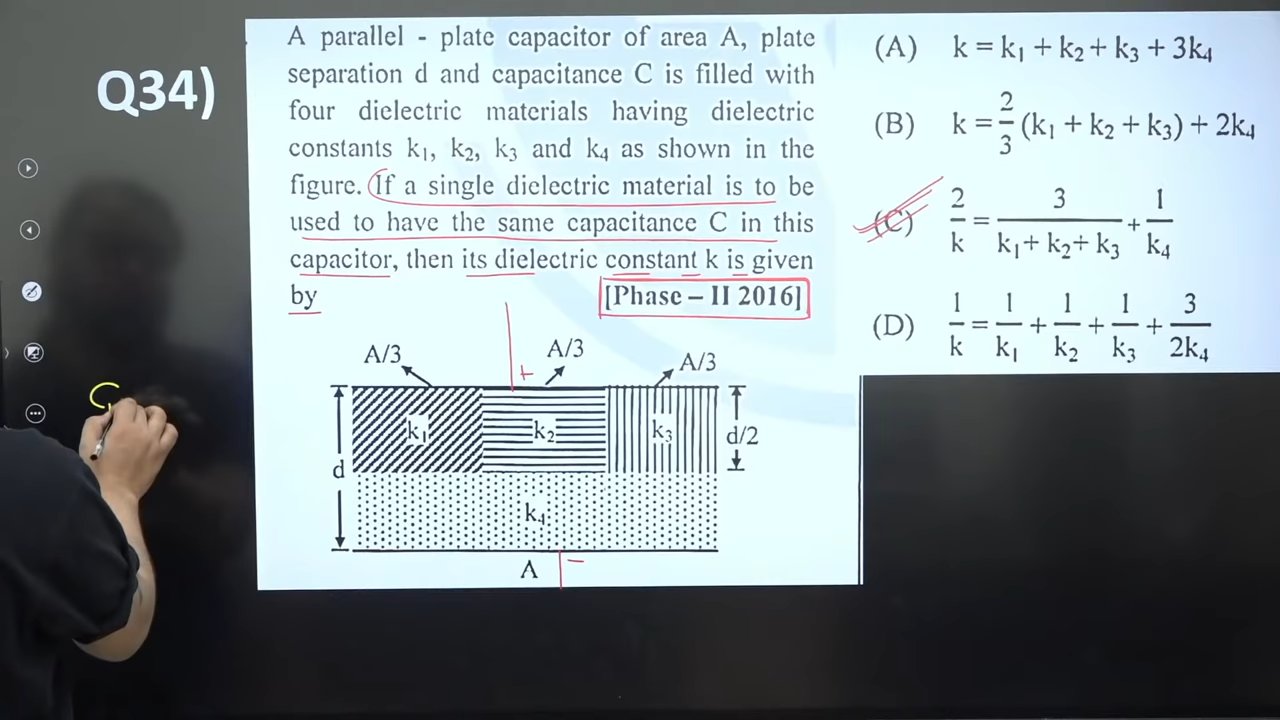 Q34)
A parallel - plate capacitor of area A, plate
separation d and capacitance C is filled with
four dielectric materials having dielectric
constants k₁, k₂, k₃ and k₄ as shown in the
figure. If a single dielectric material is to be
used to have the same capacitance C in this
capacitor, then its dielectric constant k is given
by [Phase – II 2016]
A/3 A/3 A/3
+
k₁ k₂ k₃ d/2
d
k₄
A −
(A) k = k₁ + k₂ + k₃ + 3k₄
(B) k = 2/3 (k₁ + k₂ + k₃) + 2k₄
(C) 2/k = 3/(k₁ + k₂ + k₃) + 1/k₄
(D) 1/k = 1/k₁ + 1/k₂ + 1/k₃ + 3/2k₄